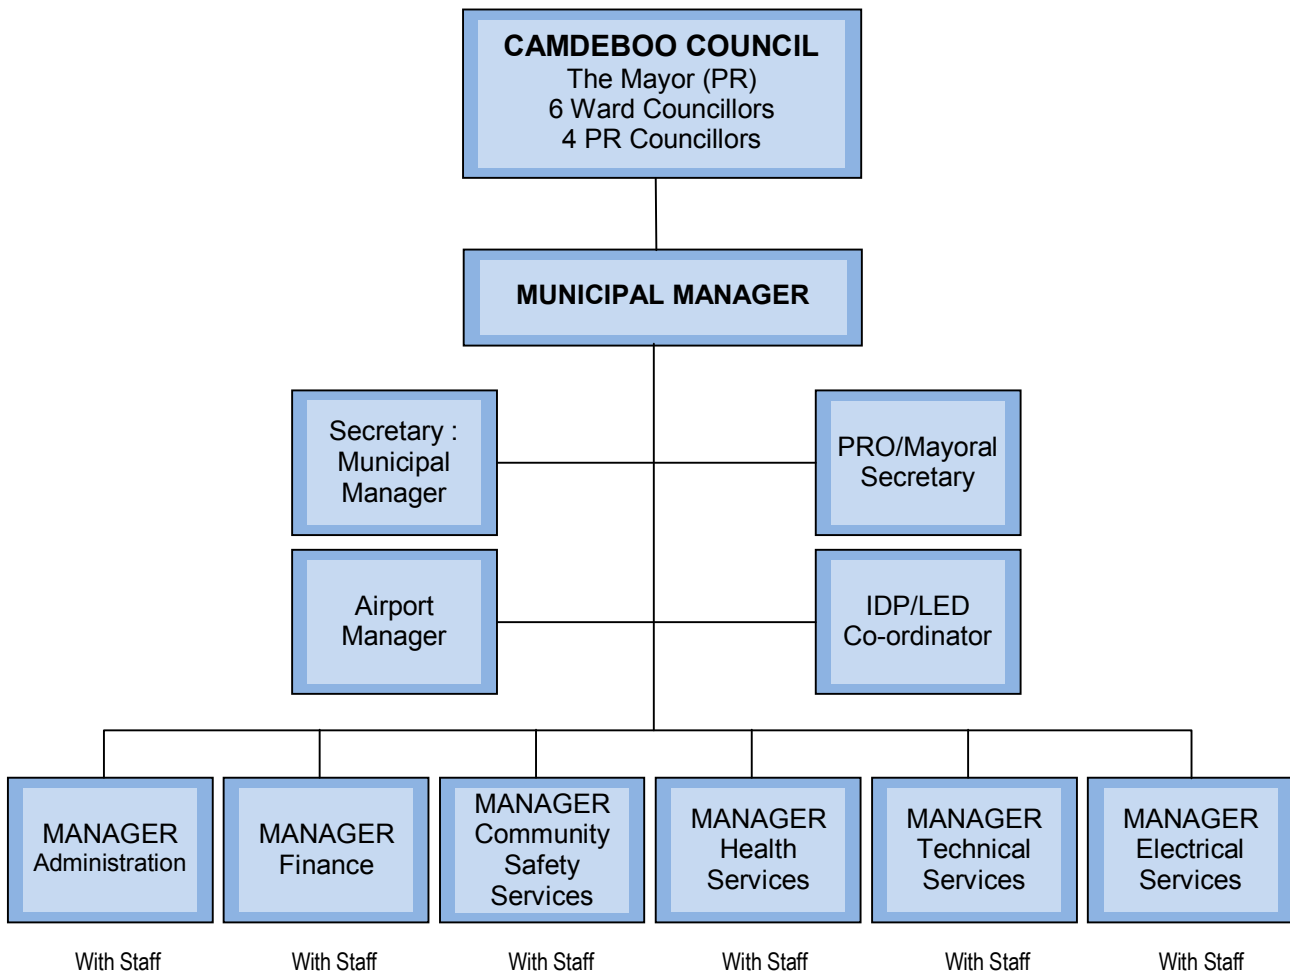 CAMDEBOO COUNCIL
The Mayor (PR)
6 Ward Councillors
4 PR Councillors
MUNICIPAL MANAGER
Secretary :
Municipal
Manager
PRO/Mayoral
Secretary
Airport
Manager
IDP/LED
Co-ordinator
MANAGER
Administration
MANAGER
Finance
MANAGER
Community
Safety
Services
MANAGER
Health
Services
MANAGER
Technical
Services
MANAGER
Electrical
Services
With Staff
With Staff
With Staff
With Staff
With Staff
With Staff